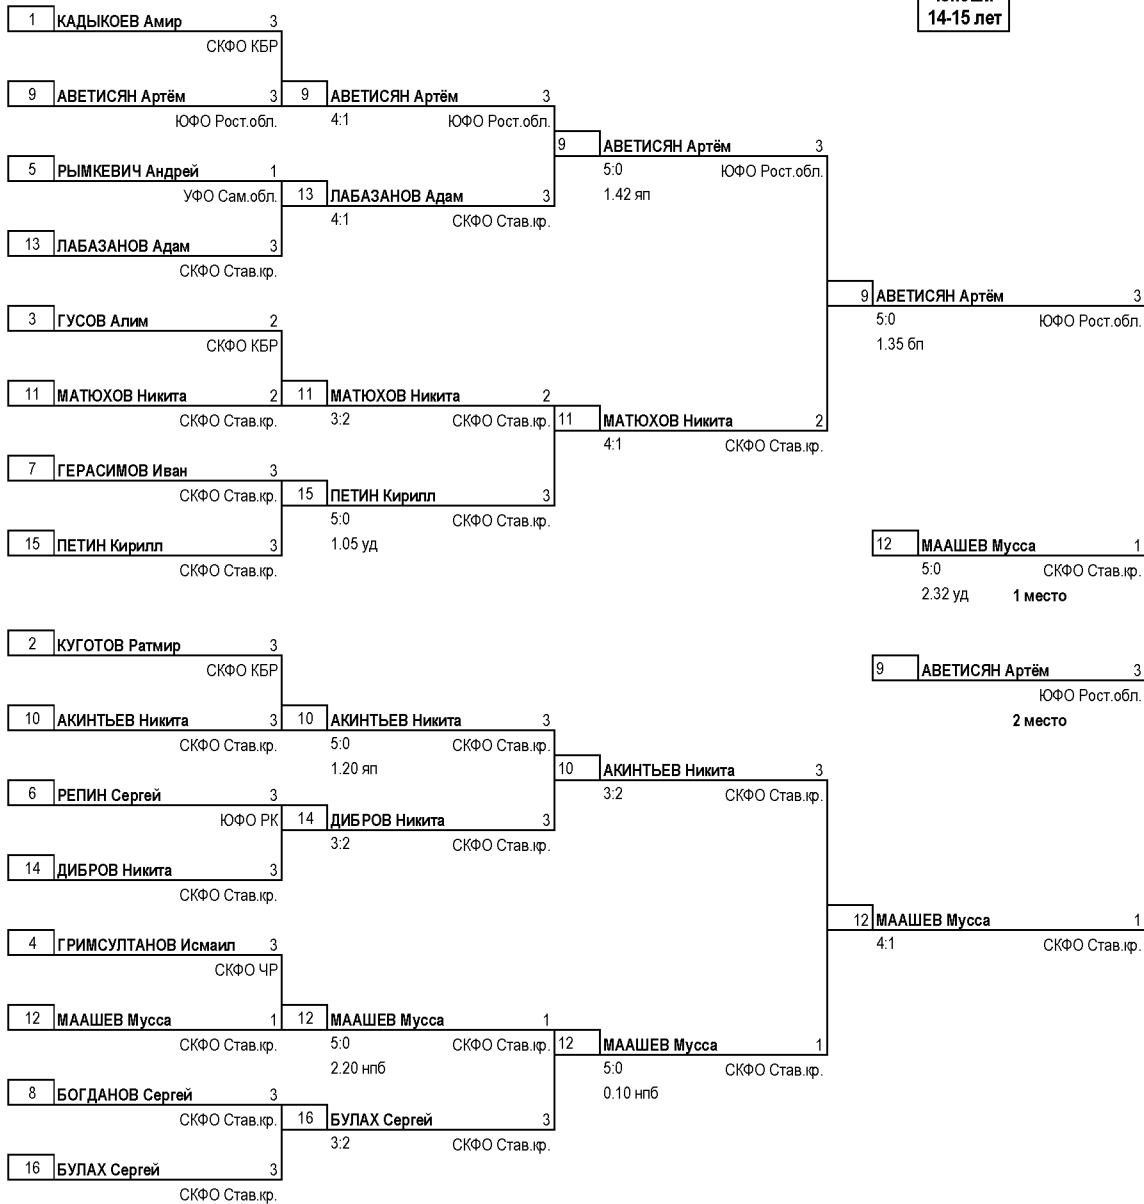 14-15 лет
1 КАДЫКОЕВ Амир 3
СКФО КБР
9 АВЕТИСЯН Артём 3 9 АВЕТИСЯН Артём 3
ЮФО Рост.обл. 4:1 ЮФО Рост.обл.
9 АВЕТИСЯН Артём 3
5 РЫМКЕВИЧ Андрей 1 5:0 ЮФО Рост.обл.
УФО Сам.обл. 13 ЛАБАЗАНОВ Адам 3 1.42 яп
4:1 СКФО Став.кр.
13 ЛАБАЗАНОВ Адам 3
СКФО Став.кр.
9 АВЕТИСЯН Артём 3
3 ГУСОВ Алим 2 5:0 ЮФО Рост.обл.
СКФО КБР 1.35 бп
11 МАТЮХОВ Никита 2 11 МАТЮХОВ Никита 2
СКФО Став.кр. 3:2 СКФО Став.кр. 11 МАТЮХОВ Никита 2
4:1 СКФО Став.кр.
7 ГЕРАСИМОВ Иван 3
СКФО Став.кр. 15 ПЕТИН Кирилл 3
5:0 СКФО Став.кр.
15 ПЕТИН Кирилл 3 1.05 уд 12 МААШЕВ Мусса 1
СКФО Став.кр. 5:0 СКФО Став.кр.
2.32 уд 1 место
2 КУГОТОВ Ратмир 3
СКФО КБР 9 АВЕТИСЯН Артём 3
ЮФО Рост.обл.
10 АКИНТЬЕВ Никита 3 10 АКИНТЬЕВ Никита 3 2 место
СКФО Став.кр. 5:0 СКФО Став.кр.
1.20 яп 10 АКИНТЬЕВ Никита 3
6 РЕПИН Сергей 3 3:2 СКФО Став.кр.
ЮФО РК 14 ДИБРОВ Никита 3
3:2 СКФО Став.кр.
14 ДИБРОВ Никита 3
СКФО Став.кр.
12 МААШЕВ Мусса 1
4 ГРИМСУЛТАНОВ Исмаил 3 4:1 СКФО Став.кр.
СКФО ЧР
12 МААШЕВ Мусса 1 12 МААШЕВ Мусса 1
СКФО Став.кр. 5:0 СКФО Став.кр. 12 МААШЕВ Мусса 1
2.20 нпб 5:0 СКФО Став.кр.
8 БОГДАНОВ Сергей 3 0.10 нпб
СКФО Став.кр. 16 БУЛАХ Сергей 3
3:2 СКФО Став.кр.
16 БУЛАХ Сергей 3
СКФО Став.кр.